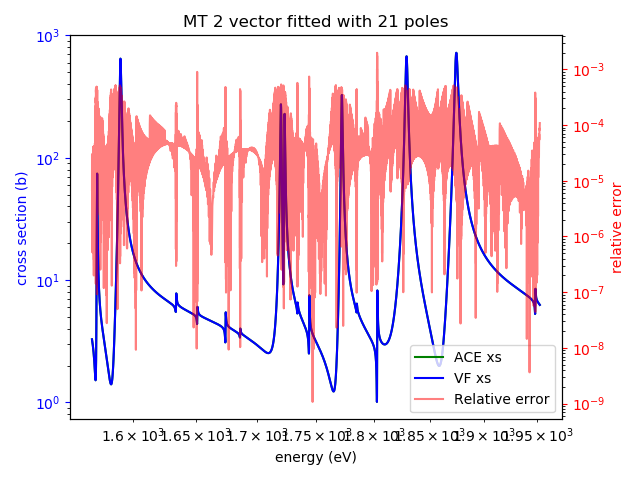 MT 2 vector fitted with 21 poles
10³
10²
10¹
10⁰
cross section (b)
10⁻³
10⁻⁴
10⁻⁵
10⁻⁶
10⁻⁷
10⁻⁸
10⁻⁹
relative error
ACE xs
VF xs
Relative error
1.6 × 10³ 1.65 × 10³ 1.7 × 10³ 1.75 × 10³ 1.8 × 10³ 1.85 × 10³ 1.9 × 10³ 1.95 × 10³
energy (eV)